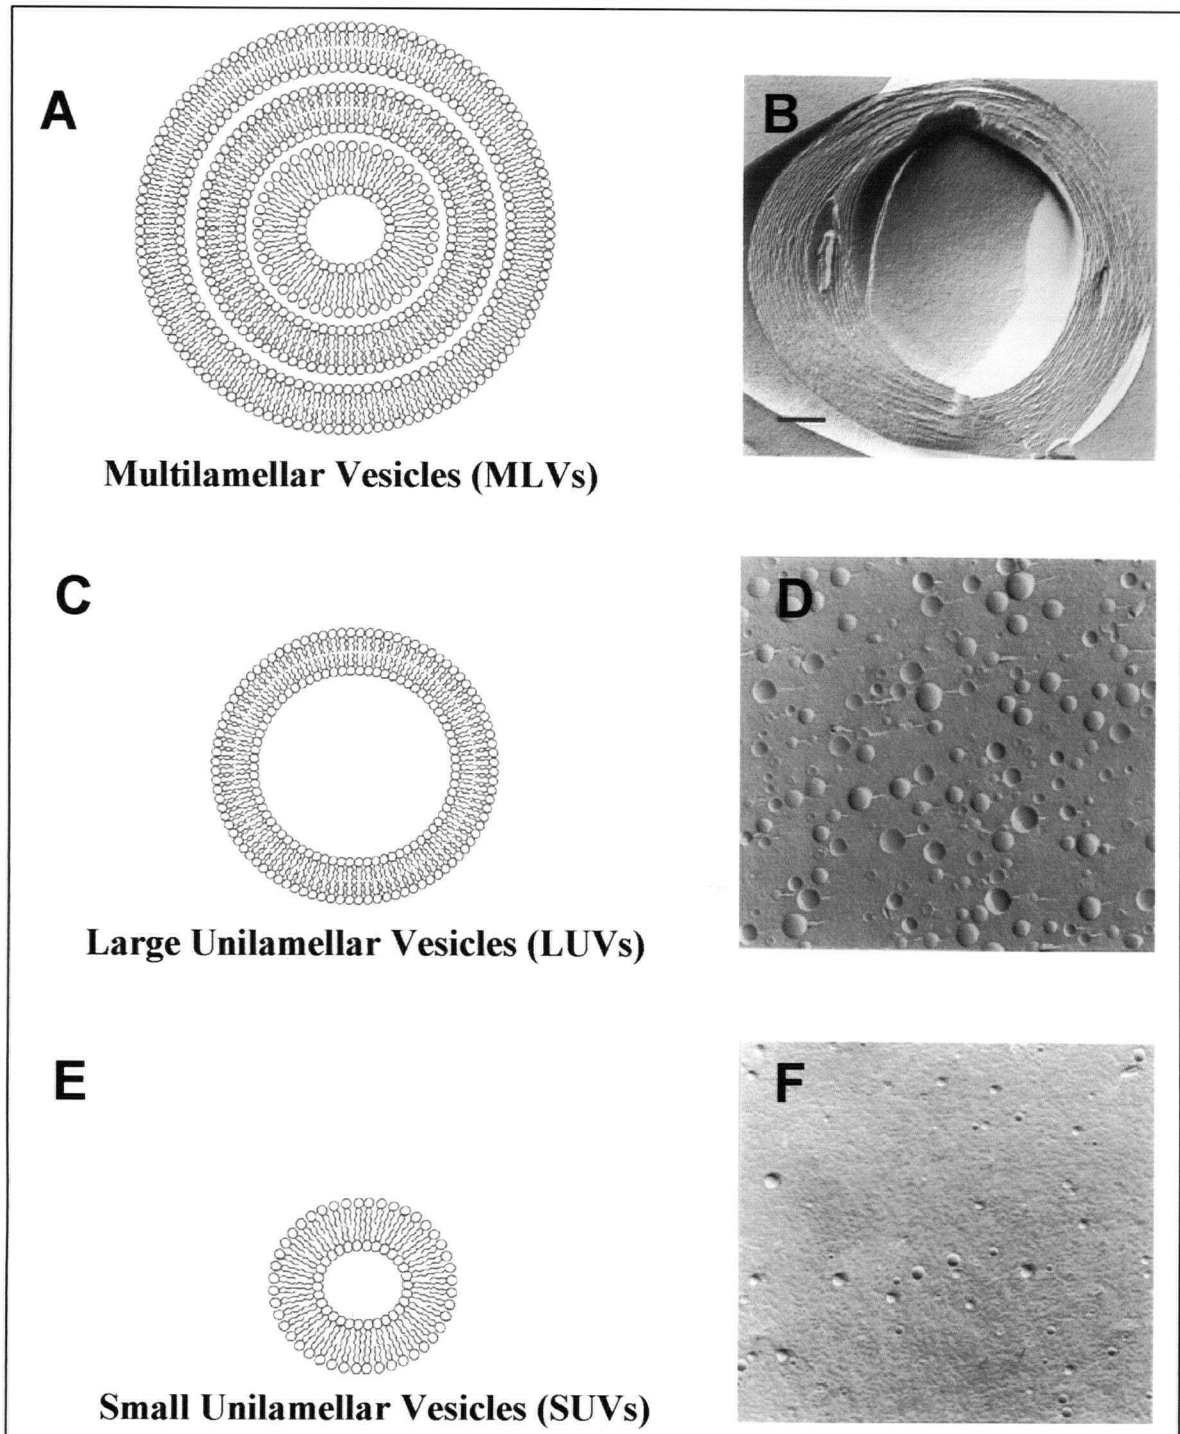 A
B
Multilamellar Vesicles (MLVs)
C
D
Large Unilamellar Vesicles (LUVs)
E
F
Small Unilamellar Vesicles (SUVs)